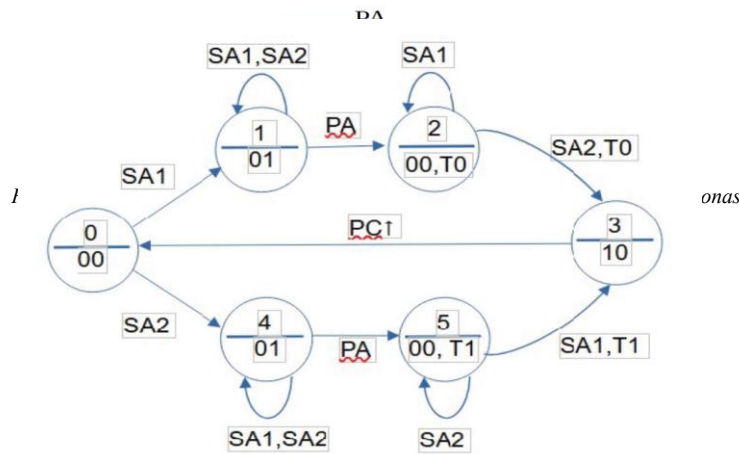 PA
SA1,SA2
SA1
1
01
PA
2
00,T0
SA2,T0
SA1
onas
PC↑
3
10
0
00
SA2
4
01
PA
5
00, T1
SA1,T1
SA1,SA2
SA2